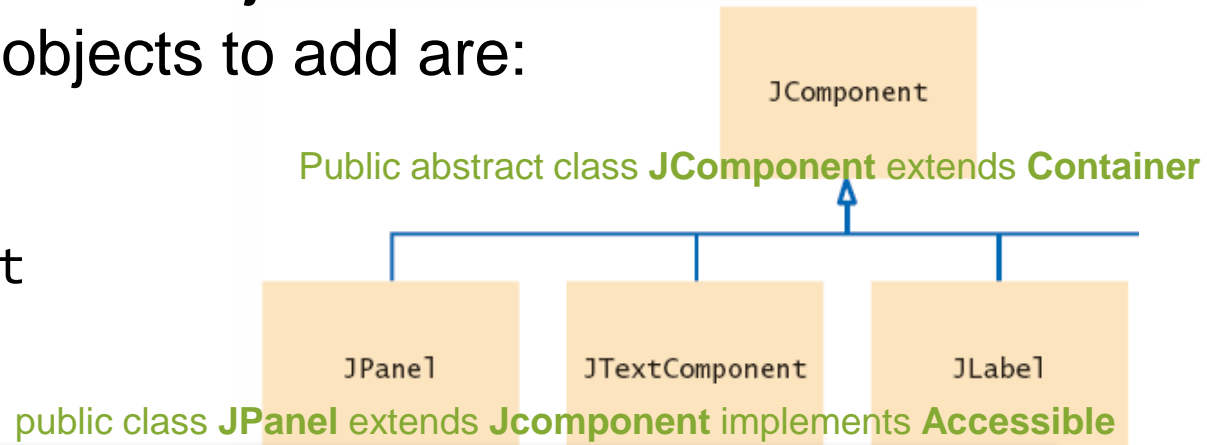 objects to add are:
JComponent
Public abstract class JComponent extends Container
t
JPanel
JTextComponent
JLabel
public class JPanel extends Jcomponent implements Accessible